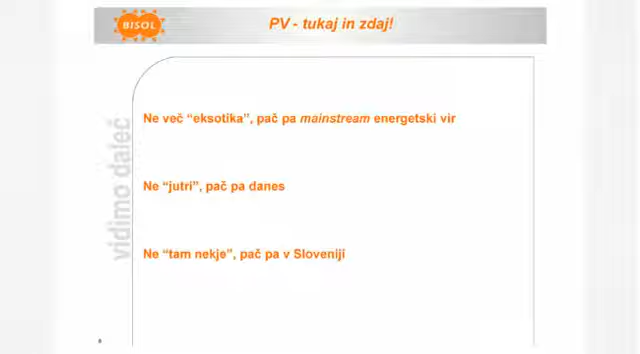 BISOL
PV - tukaj in zdaj!
vidimo daleč
Ne več “eksotika”, pač pa mainstream energetski vir
Ne “jutri”, pač pa danes
Ne “tam nekje”, pač pa v Sloveniji